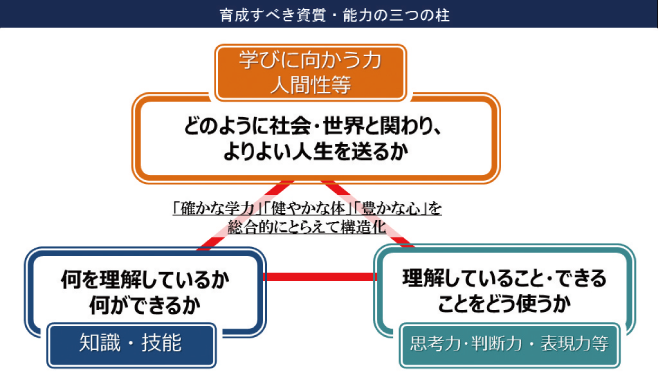 育成すべき資質・能力の三つの柱
学びに向かう力
人間性等
どのように社会・世界と関わり、
よりよい人生を送るか
「確かな学力」「健やかな体」「豊かな心」を
総合的にとらえて構造化
何を理解しているか
何ができるか
知識・技能
理解していること・できる
ことをどう使うか
思考力・判断力・表現力等